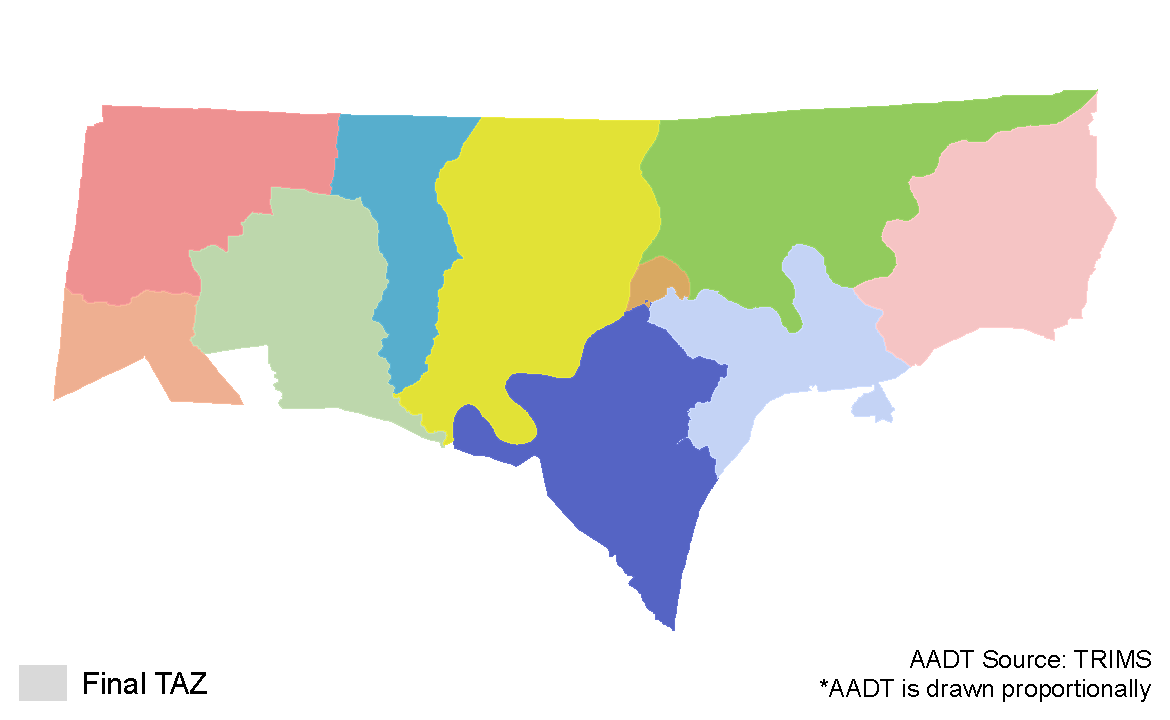 AADT Source: TRIMS
Final TAZ
*AADT is drawn proportionally